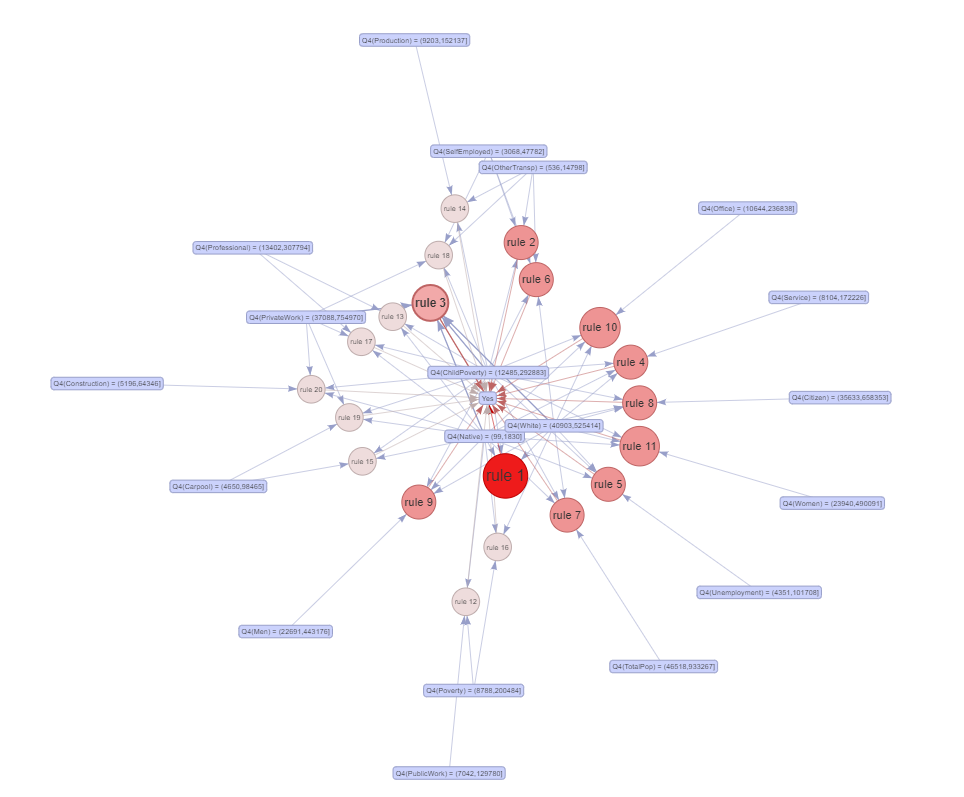 Q4(Production) = (9203,152137]
Q4(SelfEmployed) = (3068,47782]
Q4(OtherTransp) = (536,14798]
rule 14
Q4(Office) = (10644,236838]
rule 2
Q4(Professional) = (13402,307794]
rule 18
rule 6
Q4(Service) = (8104,172226]
rule 3
Q4(PrivateWork) = (37088,754970]
rule 13
rule 10
rule 17
rule 4
Q4(ChildPoverty) = (12485,292883]
Q4(Construction) = (5196,64346]
rule 20
Yes
Q4(Citizen) = (35633,658353]
rule 8
rule 19
Q4(White) = (40903,525414]
Q4(Native) = (99,1830]
rule 11
rule 15
rule 1
rule 5
Q4(Carpool) = (4650,98465]
rule 9
Q4(Women) = (23940,490091]
rule 7
rule 16
Q4(Unemployment) = (4351,101708]
rule 12
Q4(Men) = (22691,443176]
Q4(TotalPop) = (46518,933267]
Q4(Poverty) = (8788,200484]
Q4(PublicWork) = (7042,129780]